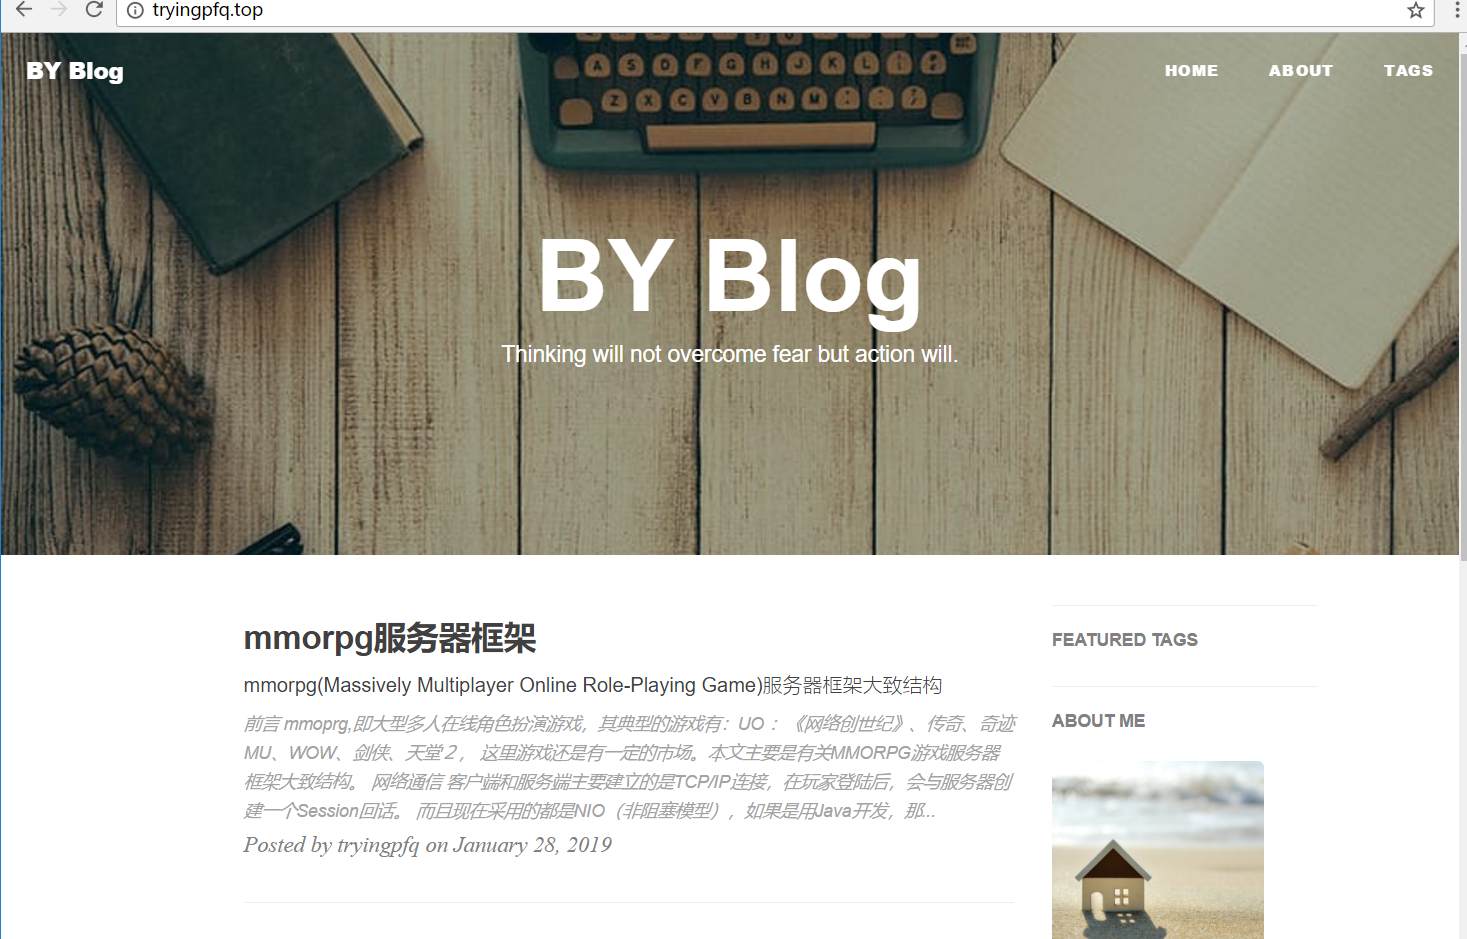 tryingpfq.top
BY Blog
HOME ABOUT TAGS
A S D F G H J K L
Z X C V B N M
BY Blog
Thinking will not overcome fear but action will.
mmorpg服务器框架
mmorpg(Massively Multiplayer Online Role-Playing Game)服务器框架大致结构
前言 mmoprg,即大型多人在线角色扮演游戏，其典型的游戏有：UO ：《网络创世纪》、传奇、奇迹
MU、WOW、剑侠、天堂２， 这里游戏还是有一定的市场。本文主要是有关MMORPG游戏服务器
框架大致结构。 网络通信 客户端和服务端主要建立的是TCP/IP连接，在玩家登陆后，会与服务器创
建一个Session回话。 而且现在采用的都是NIO（非阻塞模型），如果是用Java开发，那...
Posted by tryingpfq on January 28, 2019
FEATURED TAGS
ABOUT ME